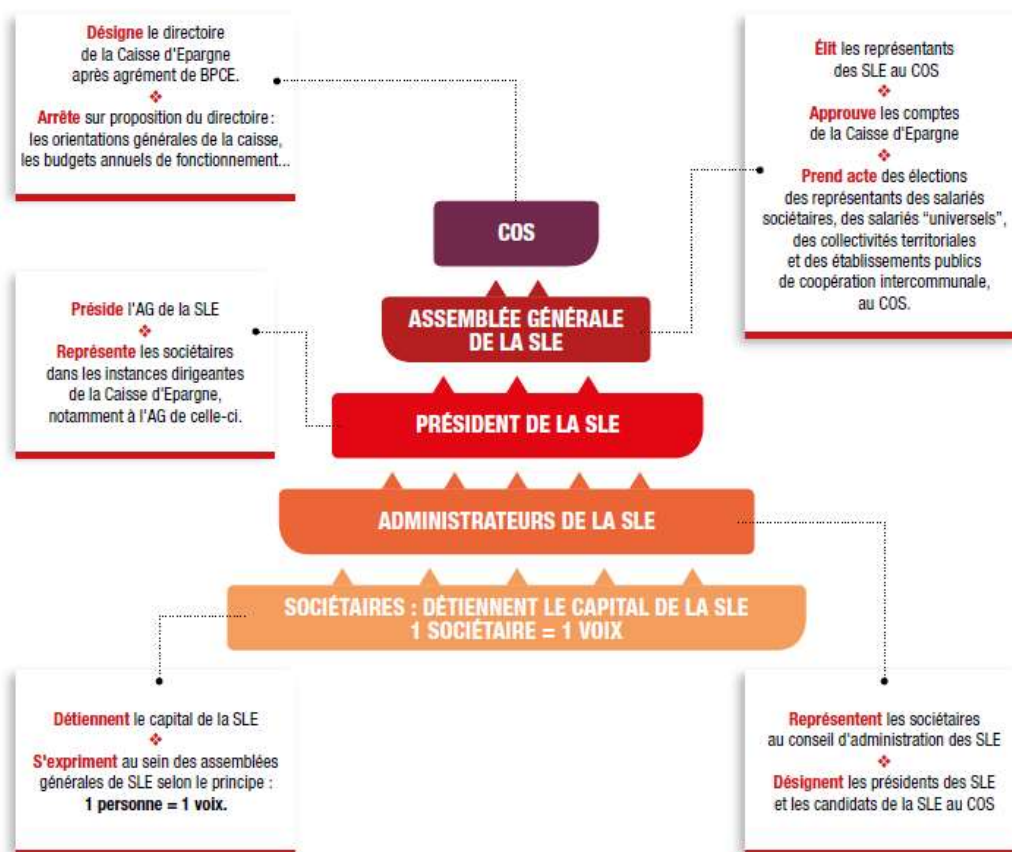 Désigne le directoire
de la Caisse d'Epargne
après agrément de BPCE.
❖
Arrête sur proposition du directoire :
les orientations générales de la caisse,
les budgets annuels de fonctionnement...
Élit les représentants
des SLE au COS
❖
Approuve les comptes
de la Caisse d'Epargne
❖
Prend acte des élections
des représentants des salariés
sociétaires, des salariés “universels”,
des collectivités territoriales
et des établissements publics
de coopération intercommunale,
au COS.
COS
Préside l'AG de la SLE
❖
Représente les sociétaires
dans les instances dirigeantes
de la Caisse d'Epargne,
notamment à l'AG de celle-ci.
ASSEMBLÉE GÉNÉRALE
DE LA SLE
PRÉSIDENT DE LA SLE
ADMINISTRATEURS DE LA SLE
SOCIÉTAIRES : DÉTIENNENT LE CAPITAL DE LA SLE
1 SOCIÉTAIRE = 1 VOIX
Détiennent le capital de la SLE
❖
S'expriment au sein des assemblées
générales de SLE selon le principe :
1 personne = 1 voix.
Représentent les sociétaires
au conseil d'administration des SLE
❖
Désignent les présidents des SLE
et les candidats de la SLE au COS